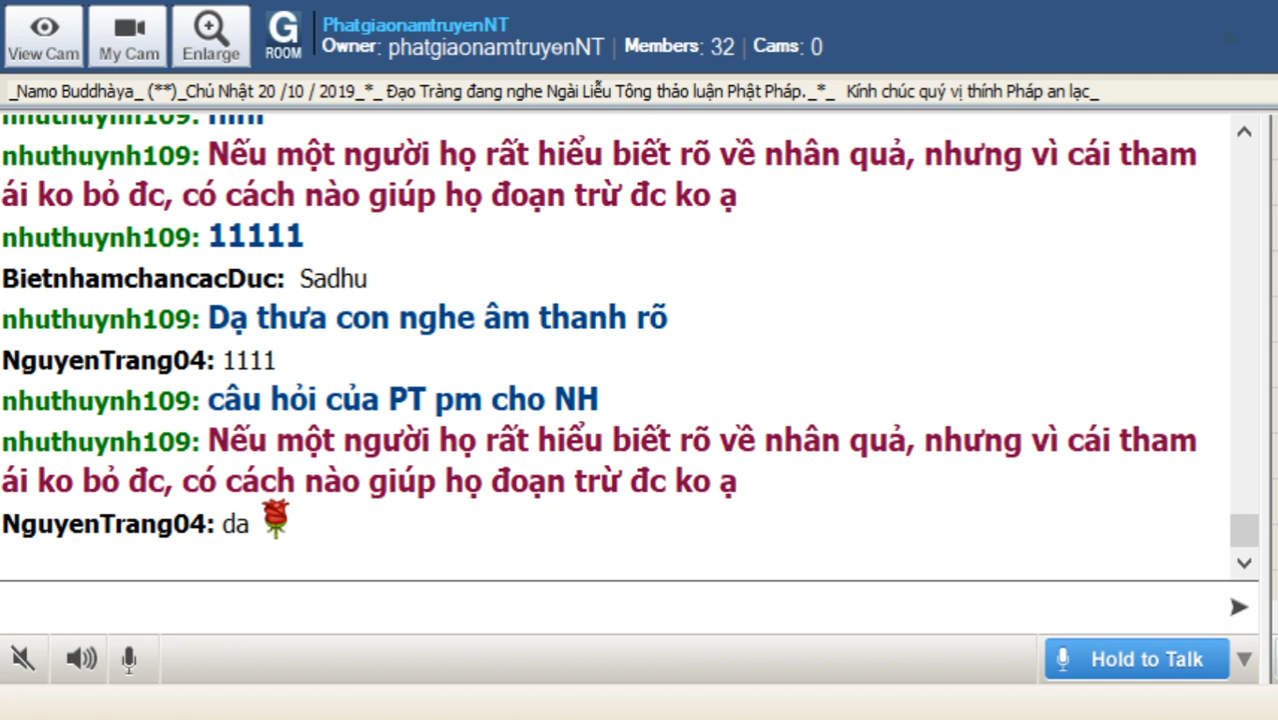 View Cam
My Cam
Enlarge
G
ROOM
PhatgiaonamtruyenNT
Owner: phatgiaonamtruyenNT | Members: 32 | Cams: 0
_Namo Buddhàya_ (**)_Chủ Nhật 20 /10 / 2019_*_ Đạo Tràng đang nghe Ngài Liễu Tông thảo luận Phật Pháp._*_ Kính chúc quý vị thính Pháp an lạc_
nhuthuynh109:
nhuthuynh109: Nếu một người họ rất hiểu biết rõ về nhân quả, nhưng vì cái tham
ái ko bỏ đc, có cách nào giúp họ đoạn trừ đc ko ạ
nhuthuynh109: 11111
BietnhamchancacDuc: Sadhu
nhuthuynh109: Dạ thưa con nghe âm thanh rõ
NguyenTrang04: 1111
nhuthuynh109: câu hỏi của PT pm cho NH
nhuthuynh109: Nếu một người họ rất hiểu biết rõ về nhân quả, nhưng vì cái tham
ái ko bỏ đc, có cách nào giúp họ đoạn trừ đc ko ạ
NguyenTrang04: da
Hold to Talk